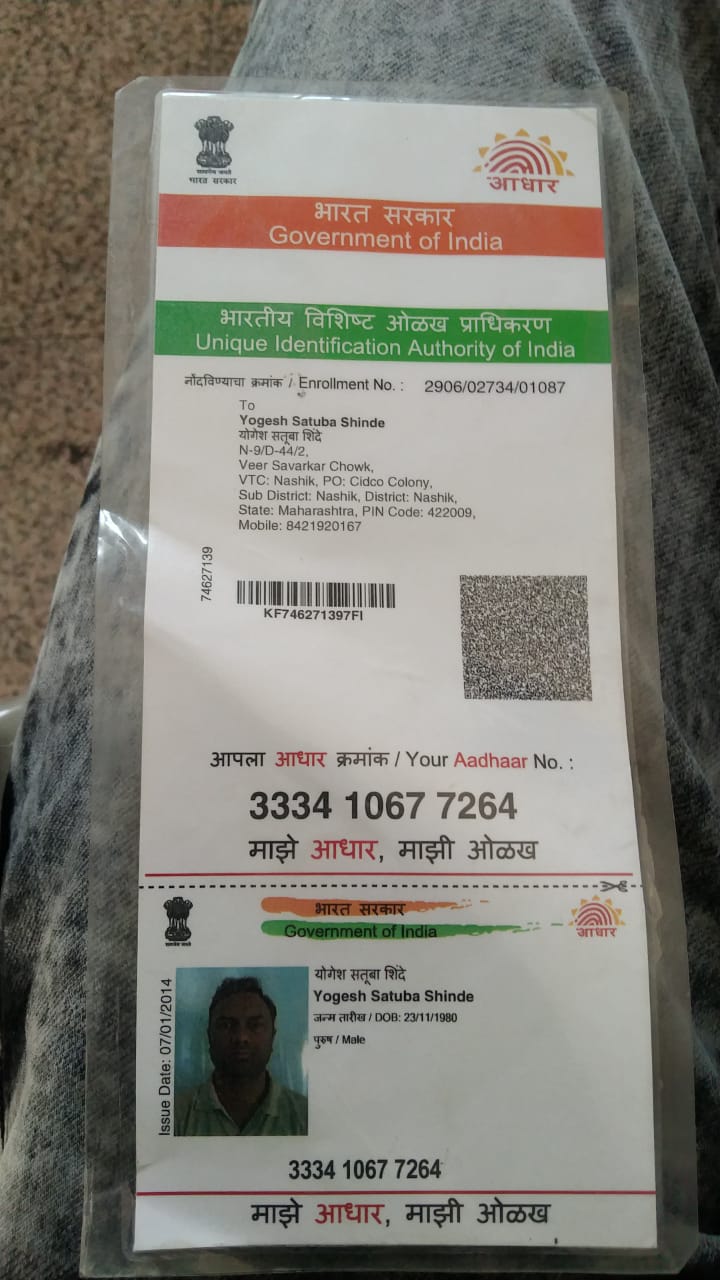 सत्यमेव जयते
भारत सरकार
आधार
भारत सरकार
Government of India
भारतीय विशिष्ट ओळख प्राधिकरण
Unique Identification Authority of India
नोंदविण्याचा क्रमांक / Enrollment No. : 2906/02734/01087
To
Yogesh Satuba Shinde
योगेश सतूबा शिंदे
N-9/D-44/2,
Veer Savarkar Chowk,
VTC: Nashik, PO: Cidco Colony,
Sub District: Nashik, District: Nashik,
State: Maharashtra, PIN Code: 422009,
Mobile: 8421920167
74627139
KF746271397FI
आपला आधार क्रमांक / Your Aadhaar No. :
3334 1067 7264
माझे आधार, माझी ओळख
भारत सरकार
Government of India
आधार
Issue Date: 07/01/2014
योगेश सतूबा शिंदे
Yogesh Satuba Shinde
जन्म तारीख / DOB: 23/11/1980
पुरुष / Male
3334 1067 7264
माझे आधार, माझी ओळख